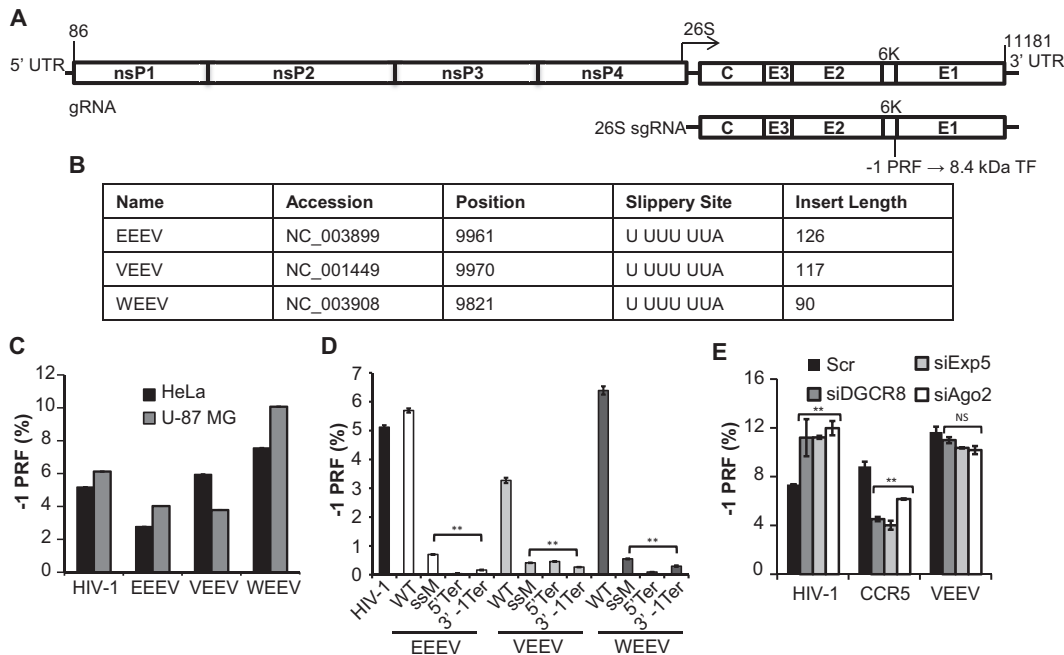 A
86
26S
11181
5' UTR
nsP1 nsP2 nsP3 nsP4
C E3 E2 6K E1
3' UTR
gRNA
26S sgRNA
C E3 E2 6K E1
-1 PRF → 8.4 kDa TF
B
Name Accession Position Slippery Site Insert Length
EEEV NC_003899 9961 U UUU UUA 126
VEEV NC_001449 9970 U UUU UUA 117
WEEV NC_003908 9821 U UUU UUA 90
C
-1 PRF (%)
12
10
8
6
4
2
0
HeLa
U-87 MG
HIV-1 EEEV VEEV WEEV
D
-1 PRF (%)
7
6
5
4
3
2
1
0
** ** **
HIV-1 WT ssM 5'Ter 3' -1Ter WT ssM 5'Ter 3' -1Ter WT ssM 5'Ter 3' -1Ter
EEEV VEEV WEEV
E
Scr siExp5
siDGCR8 siAgo2
-1 PRF (%)
16
12
8
4
0
** ** NS
HIV-1 CCR5 VEEV